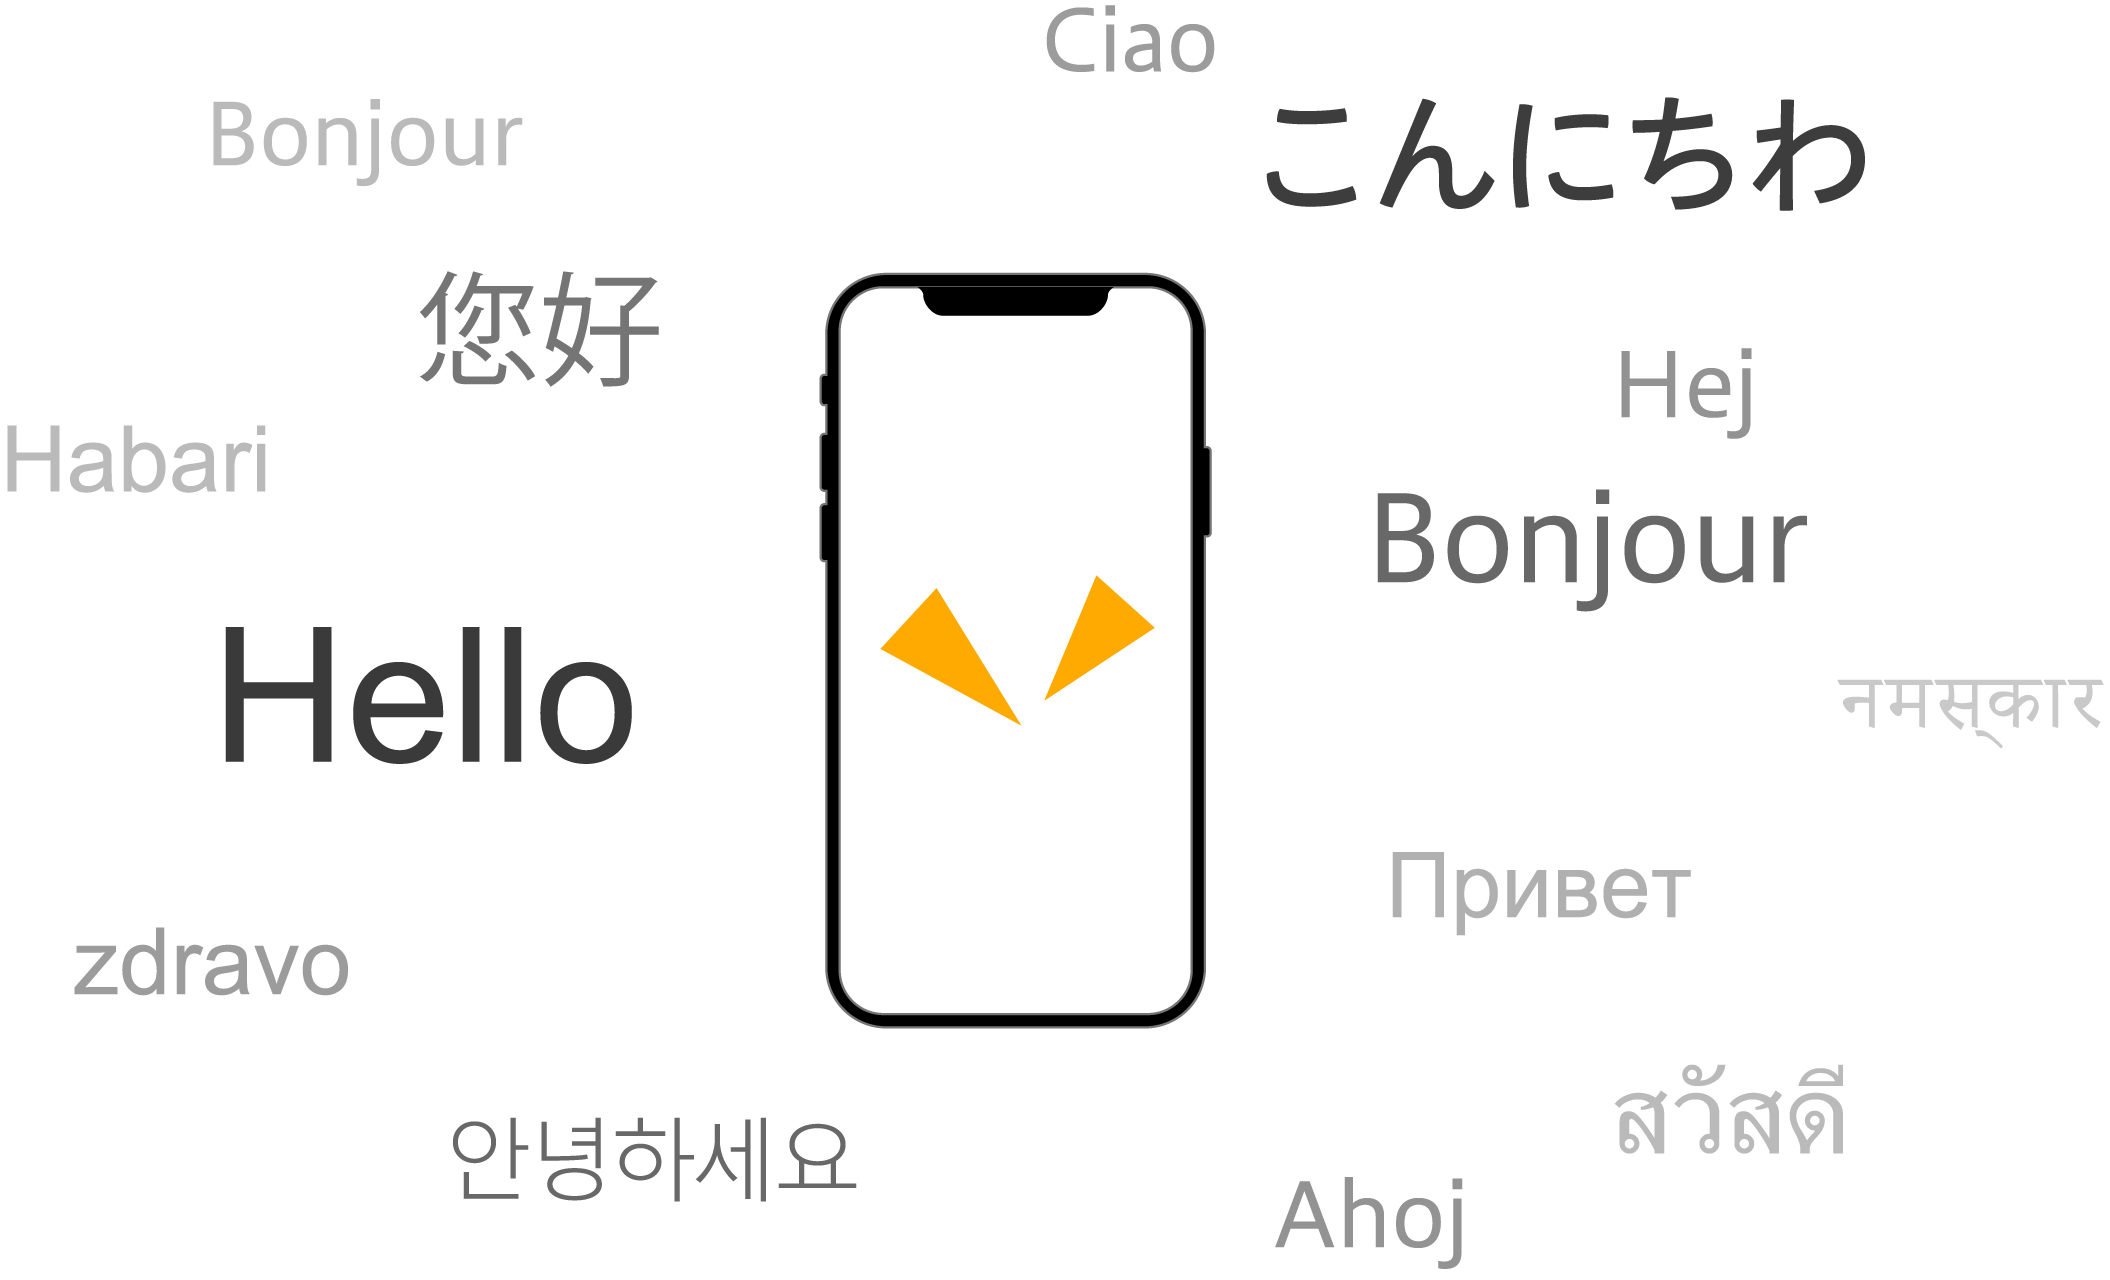 Ciao
Bonjour
こんにちわ
您好
Hej
Habari
Bonjour
Hello
नमस्कार
Привет
zdravo
สวัสดี
안녕하세요
Ahoj